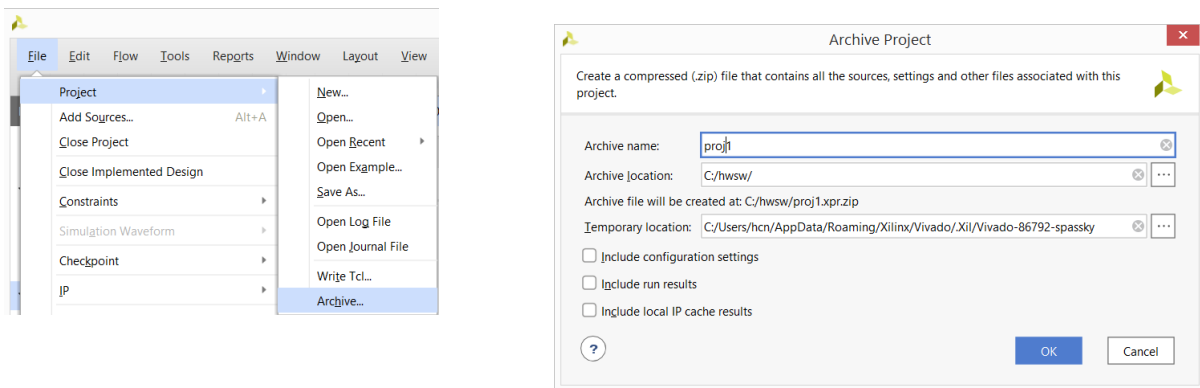 File Edit Flow Tools Reports Window Layout View
Project
Add Sources... Alt+A
Close Project
Close Implemented Design
Constraints
Simulation Waveform
Checkpoint
IP
New...
Open...
Open Recent
Open Example...
Save As...
Open Log File
Open Journal File
Write Tcl...
Archive...
Archive Project
Create a compressed (.zip) file that contains all the sources, settings and other files associated with this
project.
Archive name: proj1
Archive location: C:/hwsw/
Archive file will be created at: C:/hwsw/proj1.xpr.zip
Temporary location: C:/Users/hcn/AppData/Roaming/Xilinx/Vivado/.Xil/Vivado-86792-spassky
Include configuration settings
Include run results
Include local IP cache results
? OK Cancel